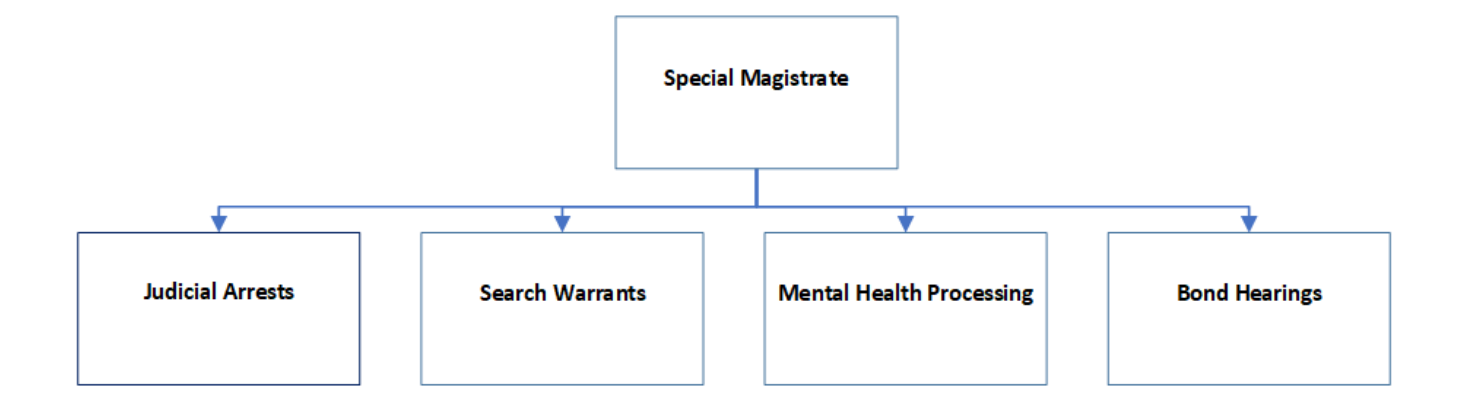 Special Magistrate
Judicial Arrests
Search Warrants
Mental Health Processing
Bond Hearings